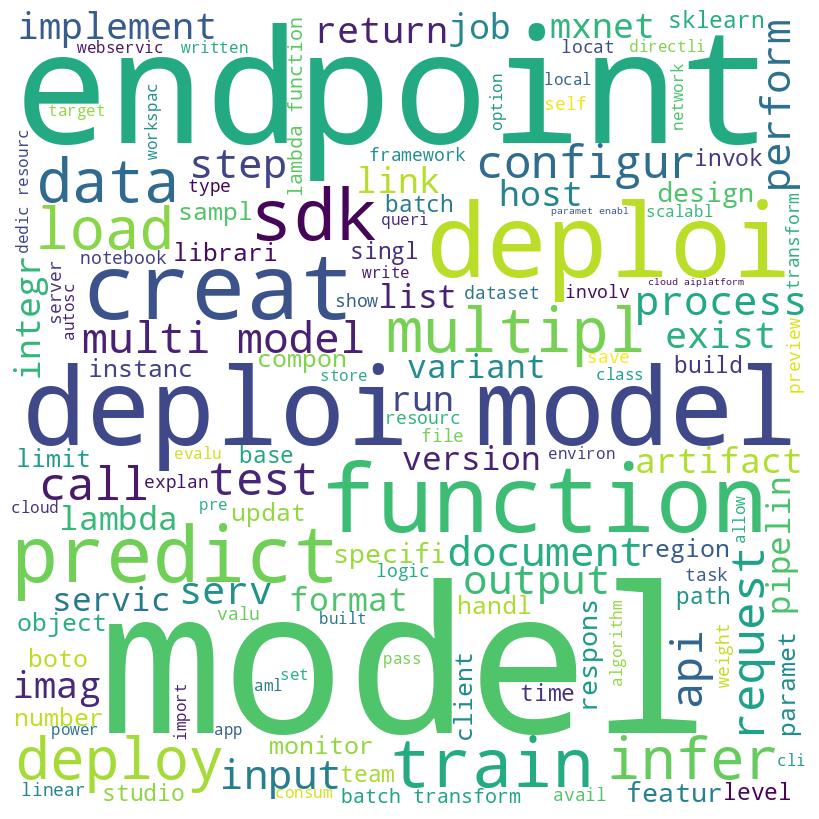 implement
return
job
mxnet
sklearn
webservic
written
locat
directli
endpoint
target
workspac
lambda function
option
local
self
network
perform
data
step
type
framework
link
batch
queri
configur
invok
host
design
dedic resourc
load
sampl
sdk
singl
deploi
paramet enabl
scalabl
transform
integr
server
autosc
notebook
librari
creat
write
show
list
dataset
involv
cloud aiplatform
process
multi model
multipl
exist
preview
instanc
compon
store
variant
save
class
build
deploi model
run
resourc
file
limit
evalu
base
version
environ
artifact
call
explan
test
function
cloud
lambda
pre
updat
predict
specifi
document
region
allow
pipelin
logic
output
task
servic
serv
format
handl
path
request
object
valu
built
model
respons
algorithm
weight
api
paramet
boto
aml
set
pass
client
imag
import
time
number
power
app
deploy
monitor
train
infer
cli
input
team
linear
studio
consum
batch transform
avail
featur
level